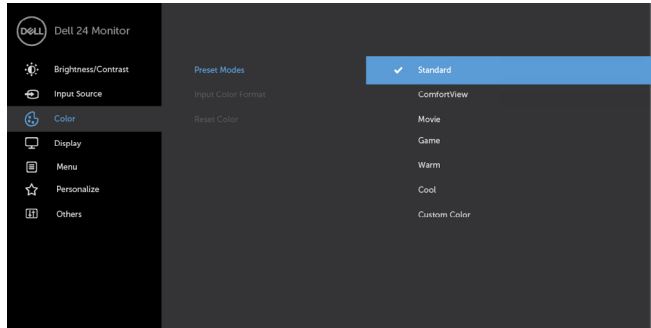 DELL Dell 24 Monitor
Brightness/Contrast Preset Modes Standard
Input Source Input Color Format ComfortView
Color Reset Color Movie
Display Game
Menu Warm
Personalize Cool
Others Custom Color